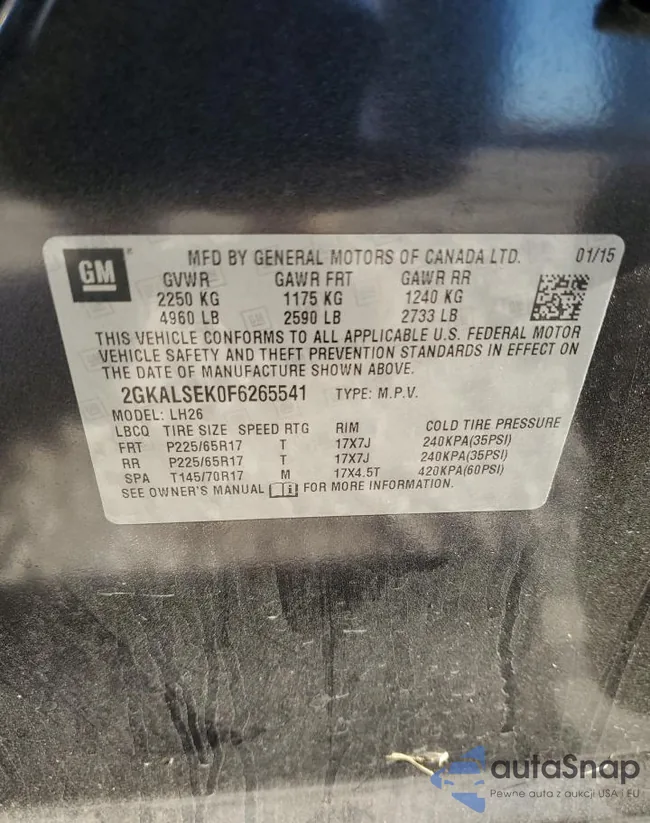 GM
MFD BY GENERAL MOTORS OF CANADA LTD. 01/15
GVWR GAWR FRT GAWR RR
2250 KG 1175 KG 1240 KG
4960 LB 2590 LB 2733 LB
THIS VEHICLE CONFORMS TO ALL APPLICABLE U.S. FEDERAL MOTOR
VEHICLE SAFETY AND THEFT PREVENTION STANDARDS IN EFFECT ON
THE DATE OF MANUFACTURE SHOWN ABOVE.
2GKALSEK0F6265541 TYPE: M.P.V.
MODEL: LH26
LBCQ TIRE SIZE SPEED RTG RIM COLD TIRE PRESSURE
FRT P225/65R17 T 17X7J 240KPA(35PSI)
RR P225/65R17 T 17X7J 240KPA(35PSI)
SPA T145/70R17 M 17X4.5T 420KPA(60PSI)
SEE OWNER'S MANUAL FOR MORE INFORMATION.
autaSnap
Pewne auta z aukcji USA i EU